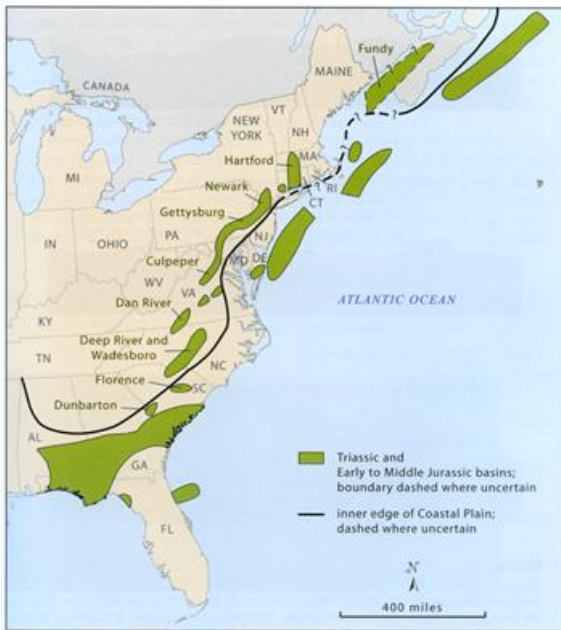 Fundy
MAINE
CANADA
VT
NEW
YORK
NH
Hartford
MA
MI
Newark
RI
CT
Gettysburg
PA
NJ
IN
OHIO
Culpeper
MD
DE
WV
VA
Dan River
ATLANTIC OCEAN
KY
Deep River and
Wadesboro
TN
NC
Florence
SC
Dunbarton
AL
GA
FL
Triassic and
Early to Middle Jurassic basins;
boundary dashed where uncertain
inner edge of Coastal Plain;
dashed where uncertain
N
400 miles